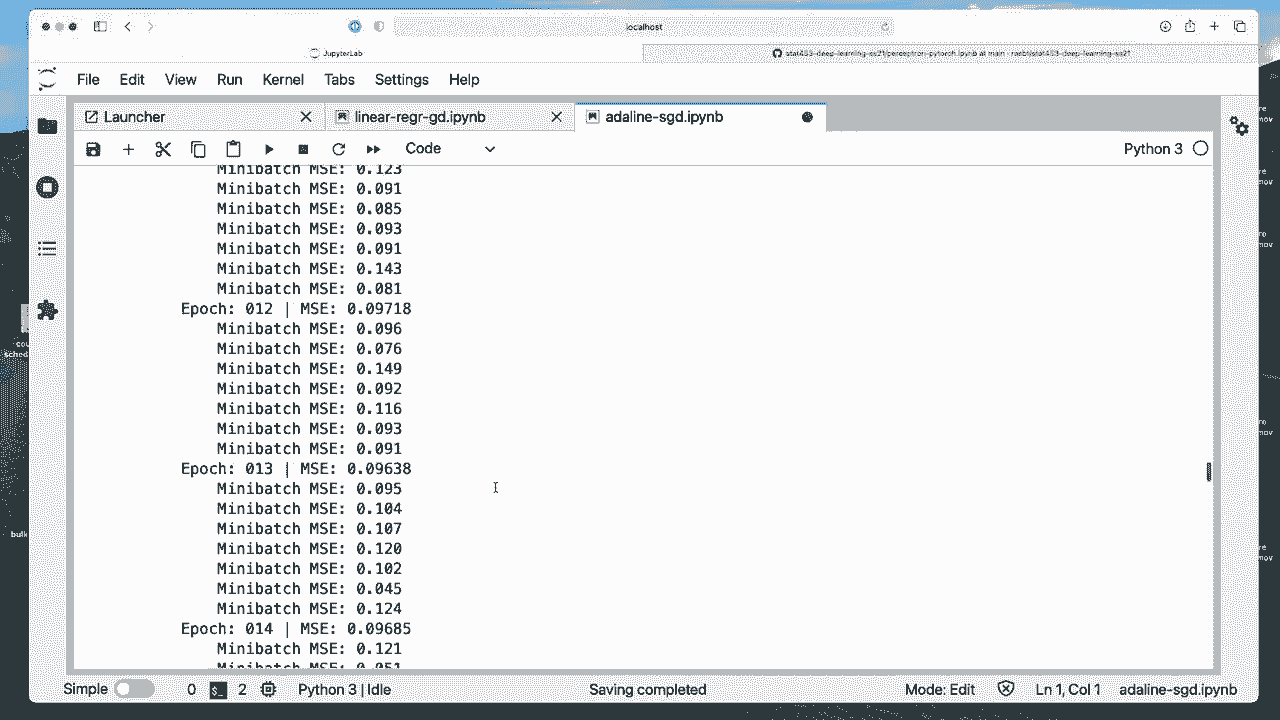 localhost
JupyterLab
stat453-deep-learning-ss21/perceptron-pytorch.ipynb at main · rasbt/stat453-deep-learning-ss21
File Edit View Run Kernel Tabs Settings Help
Launcher
linear-regr-gd.ipynb
adaline-sgd.ipynb
Code
Python 3
Minibatch MSE: 0.123
Minibatch MSE: 0.091
Minibatch MSE: 0.085
Minibatch MSE: 0.093
Minibatch MSE: 0.091
Minibatch MSE: 0.143
Minibatch MSE: 0.081
Epoch: 012 | MSE: 0.09718
Minibatch MSE: 0.096
Minibatch MSE: 0.076
Minibatch MSE: 0.149
Minibatch MSE: 0.092
Minibatch MSE: 0.116
Minibatch MSE: 0.093
Minibatch MSE: 0.091
Epoch: 013 | MSE: 0.09638
Minibatch MSE: 0.095
Minibatch MSE: 0.104
Minibatch MSE: 0.107
Minibatch MSE: 0.120
Minibatch MSE: 0.102
Minibatch MSE: 0.045
Minibatch MSE: 0.124
Epoch: 014 | MSE: 0.09685
Minibatch MSE: 0.121
Minibatch MSE: 0.051
Simple 0 2 Python 3 | Idle Saving completed Mode: Edit Ln 1, Col 1 adaline-sgd.ipynb